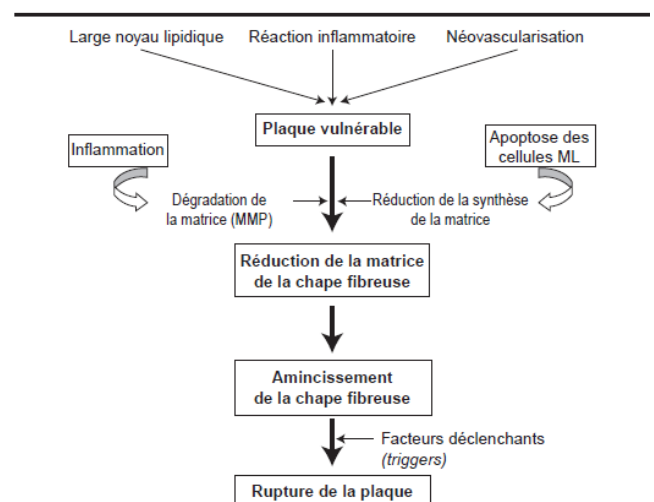 Large noyau lipidique Réaction inflammatoire Néovascularisation
Plaque vulnérable
Inflammation
Apoptose des
cellules ML
Dégradation de
la matrice (MMP)
Réduction de la synthèse
de la matrice
Réduction de la matrice
de la chape fibreuse
Amincissement
de la chape fibreuse
Facteurs déclenchants
(triggers)
Rupture de la plaque